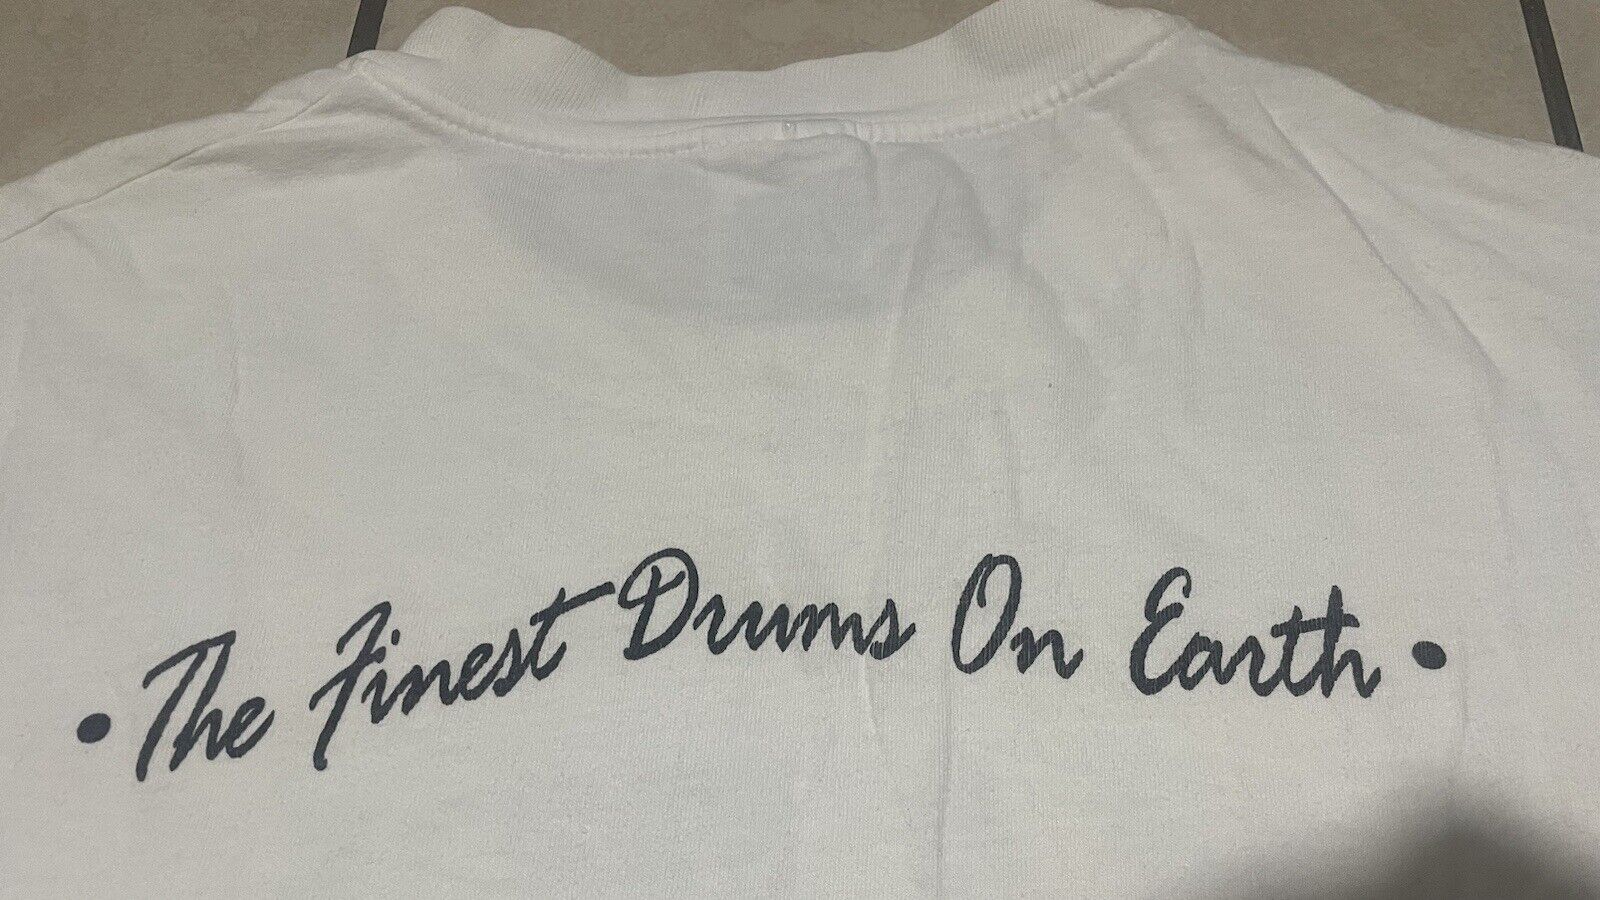 • The Finest Drums On Earth •